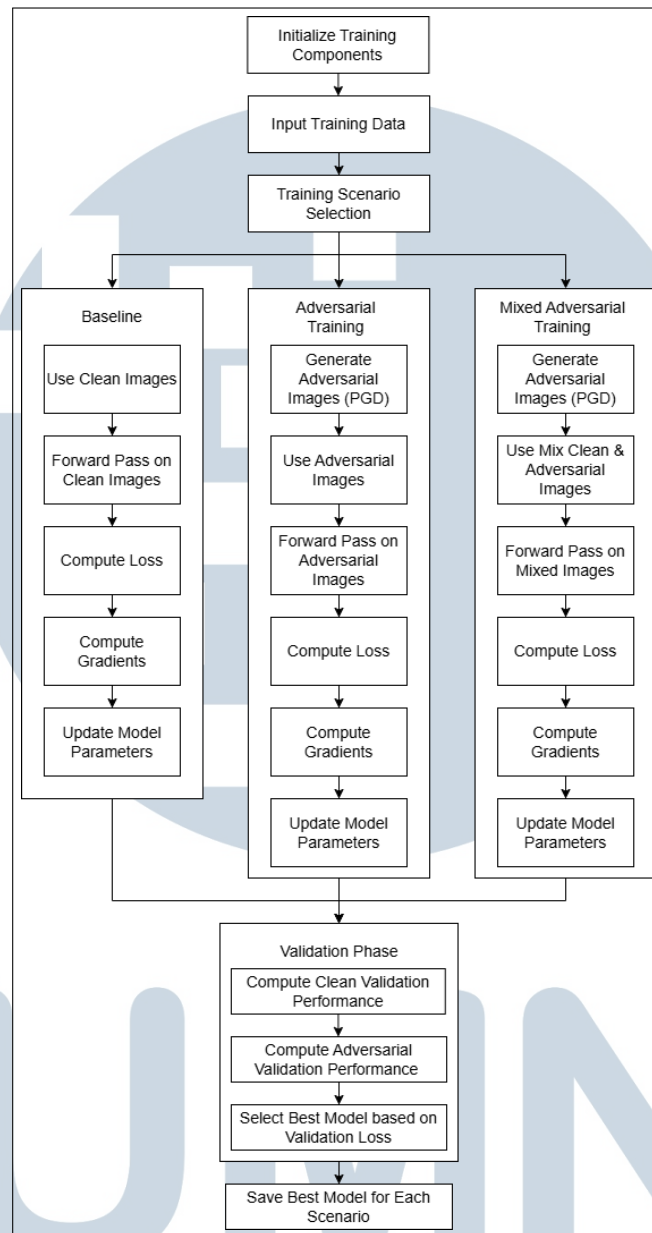 Initialize Training
Components
Input Training Data
Training Scenario
Selection
Baseline
Use Clean Images
Forward Pass on
Clean Images
Compute Loss
Compute
Gradients
Update Model
Parameters
Adversarial
Training
Generate
Adversarial
Images (PGD)
Use Adversarial
Images
Forward Pass on
Adversarial
Images
Compute Loss
Compute
Gradients
Update Model
Parameters
Mixed Adversarial
Training
Generate
Adversarial
Images (PGD)
Use Mix Clean &
Adversarial
Images
Forward Pass on
Mixed Images
Compute Loss
Compute
Gradients
Update Model
Parameters
Validation Phase
Compute Clean Validation
Performance
Compute Adversarial
Validation Performance
Select Best Model based on
Validation Loss
Save Best Model for Each
Scenario
UMN